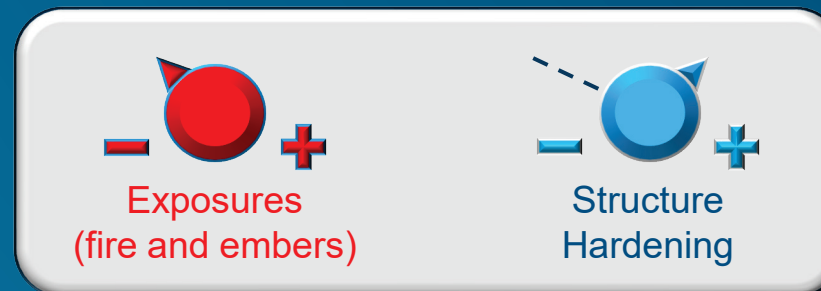 Exposures
(fire and embers)
Structure
Hardening